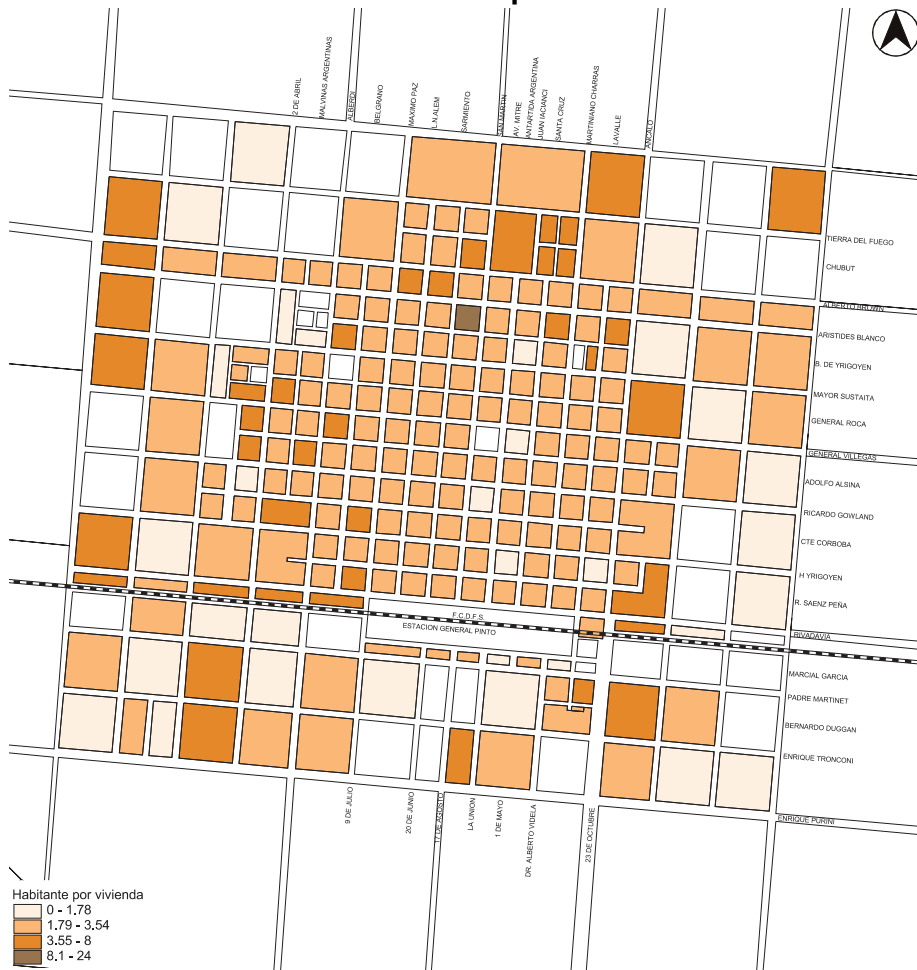 2 DE ABRIL
MALVINAS ARGENTINAS
ALBERDI
BELGRANO
MAXIMO PAZ
L.N.ALEM
SARMIENTO
SAN MARTIN
AV. MITRE
ANTARTIDA ARGENTINA
JUAN IACIANCI
SANTA CRUZ
MARTINIANO CHARRAS
LAVALLE
ANCALO
TIERRA DEL FUEGO
CHUBUT
ALBERTO BROWN
ARISTIDES BLANCO
B. DE YRIGOYEN
MAYOR SUSTAITA
GENERAL ROCA
GENERAL VILLEGAS
ADOLFO ALSINA
RICARDO GOWLAND
CTE CORBOBA
H YRIGOYEN
R. SAENZ PEÑA
RIVADAVIA
F.C.D.F.S.
ESTACION GENERAL PINTO
MARCIAL GARCIA
PADRE MARTINET
BERNARDO DUGGAN
ENRIQUE TRONCONI
ENRIQUE PURINI
9 DE JULIO
20 DE JUNIO
17 DE AGOSTO
LA UNION
1 DE MAYO
DR. ALBERTO VIDELA
23 DE OCTUBRE
Habitante por vivienda
0 - 1.78
1.79 - 3.54
3.55 - 8
8.1 - 24